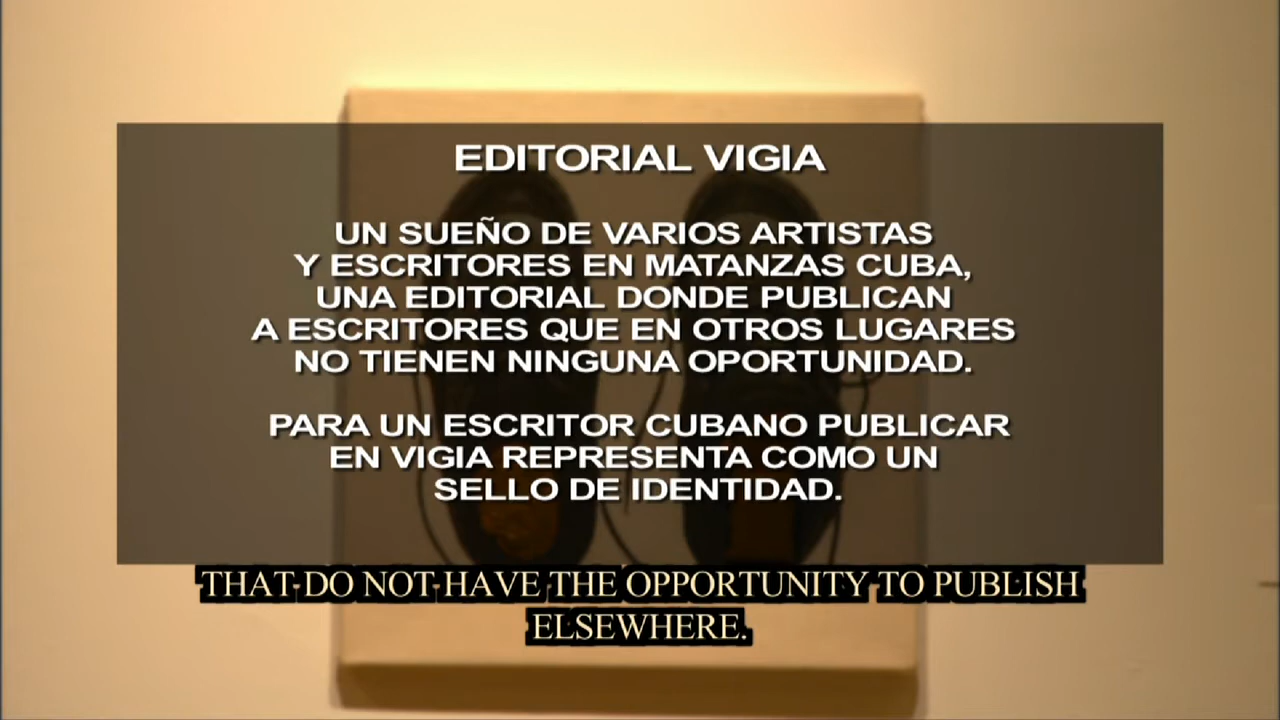 EDITORIAL VIGIA
UN SUEÑO DE VARIOS ARTISTAS
Y ESCRITORES EN MATANZAS CUBA,
UNA EDITORIAL DONDE PUBLICAN
A ESCRITORES QUE EN OTROS LUGARES
NO TIENEN NINGUNA OPORTUNIDAD.
PARA UN ESCRITOR CUBANO PUBLICAR
EN VIGIA REPRESENTA COMO UN
SELLO DE IDENTIDAD.
THAT DO NOT HAVE THE OPPORTUNITY TO PUBLISH
ELSEWHERE.